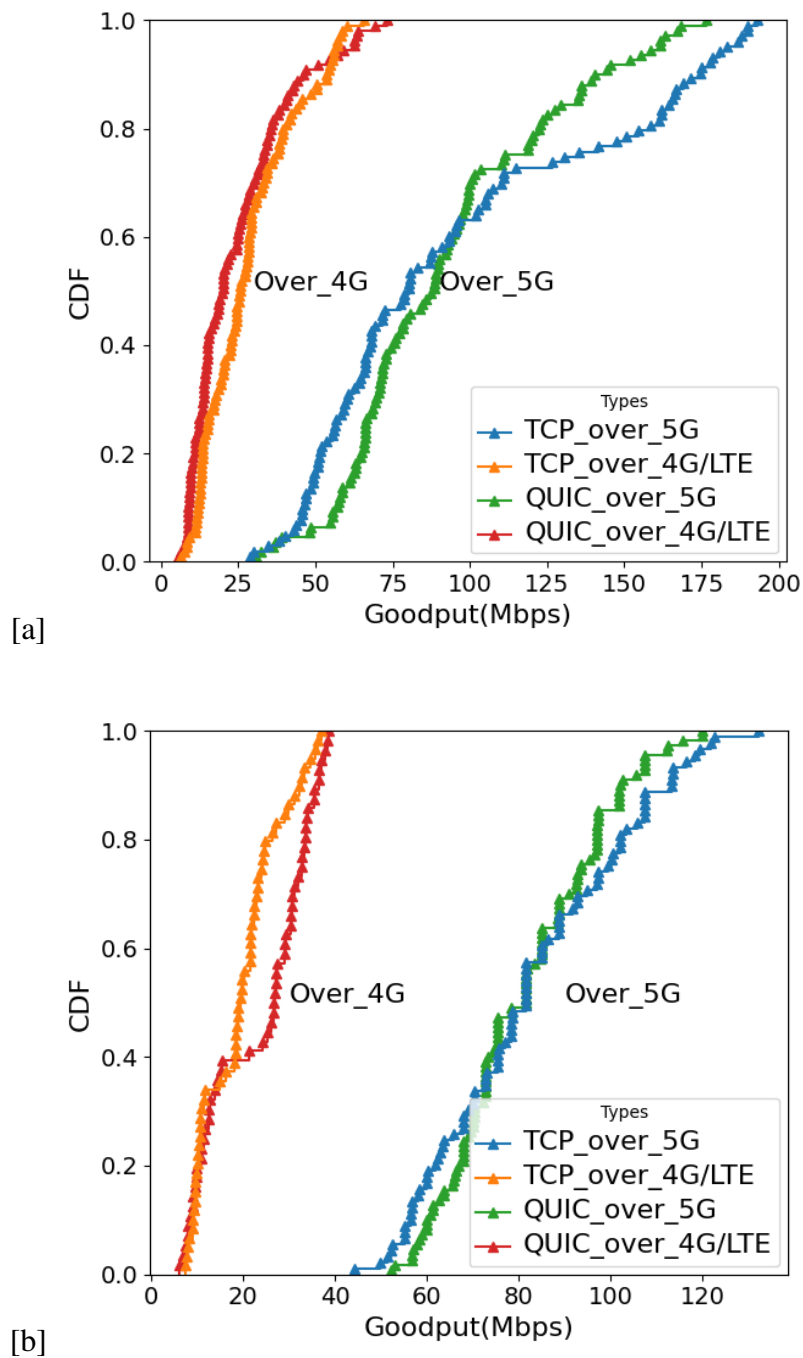 1.0
0.8
0.6
0.4
0.2
0.0
CDF
Over_4G
Over_5G
Types
TCP_over_5G
TCP_over_4G/LTE
QUIC_over_5G
QUIC_over_4G/LTE
0 25 50 75 100 125 150 175 200
Goodput(Mbps)
[a]
1.0
0.8
0.6
0.4
0.2
0.0
CDF
Over_4G
Over_5G
Types
TCP_over_5G
TCP_over_4G/LTE
QUIC_over_5G
QUIC_over_4G/LTE
0 20 40 60 80 100 120
Goodput(Mbps)
[b]